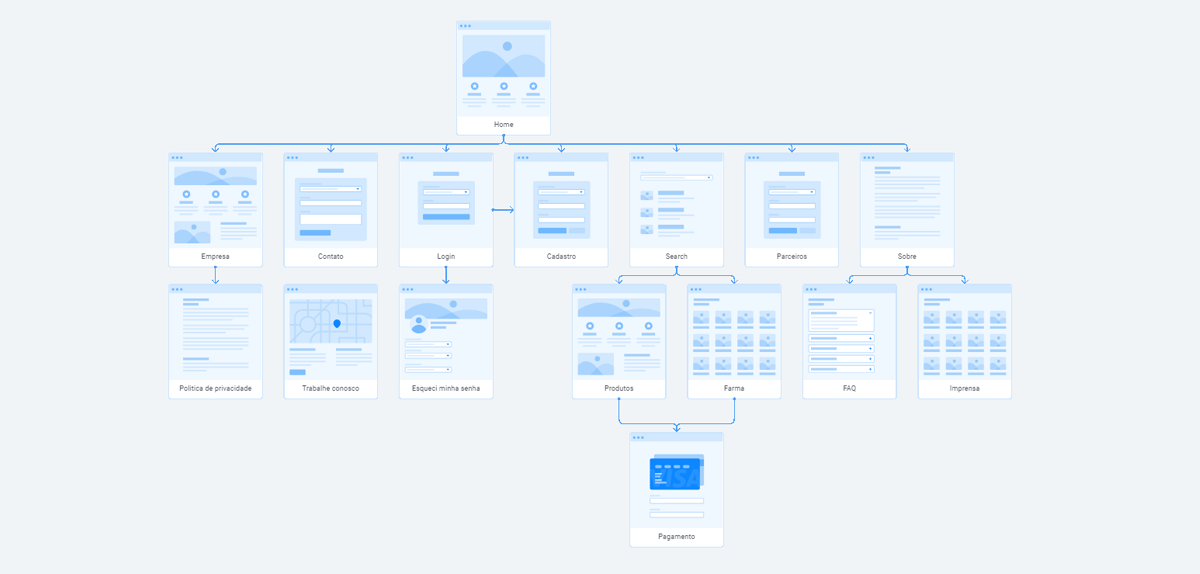 Home
Empresa
Contato
Login
Cadastro
Search
Parceiros
Sobre
Politica de privacidade
Trabalhe conosco
Esqueci minha senha
Produtos
Farma
FAQ
Imprensa
VISA
Pagamento